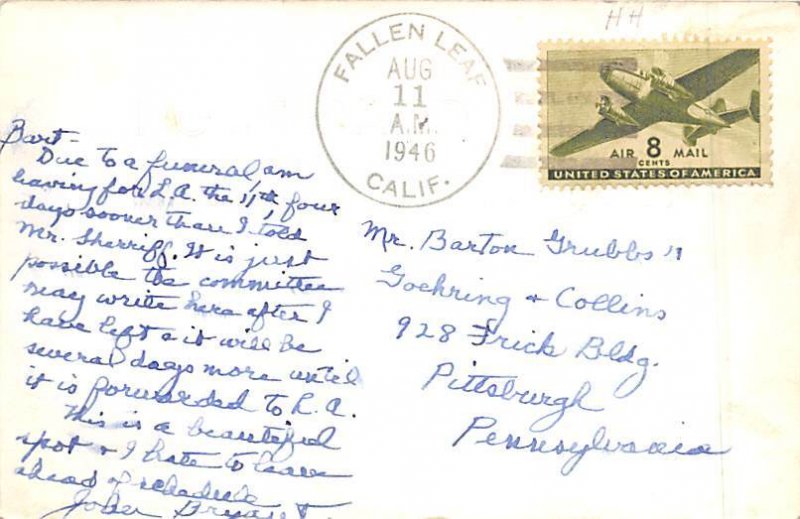 HH
FALLEN LEAF
AUG
11
A.M.
1946
CALIF.
AIR 8 MAIL
CENTS
UNITED STATES OF AMERICA
Bart-
Due to a funeral, am
leaving for L.A. the 11th, four
days sooner than I told
Mr. Sherriff. It is just
possible the committee
may write here after I
have left & it will be
several days more until
it is forwarded to L.A.
This is a beautiful
spot & I hate to leave
ahead of schedule
John
Mr. Barton Grubbs
Goehring & Collins
928 Frick Bldg.
Pittsburgh
Pennsylvania